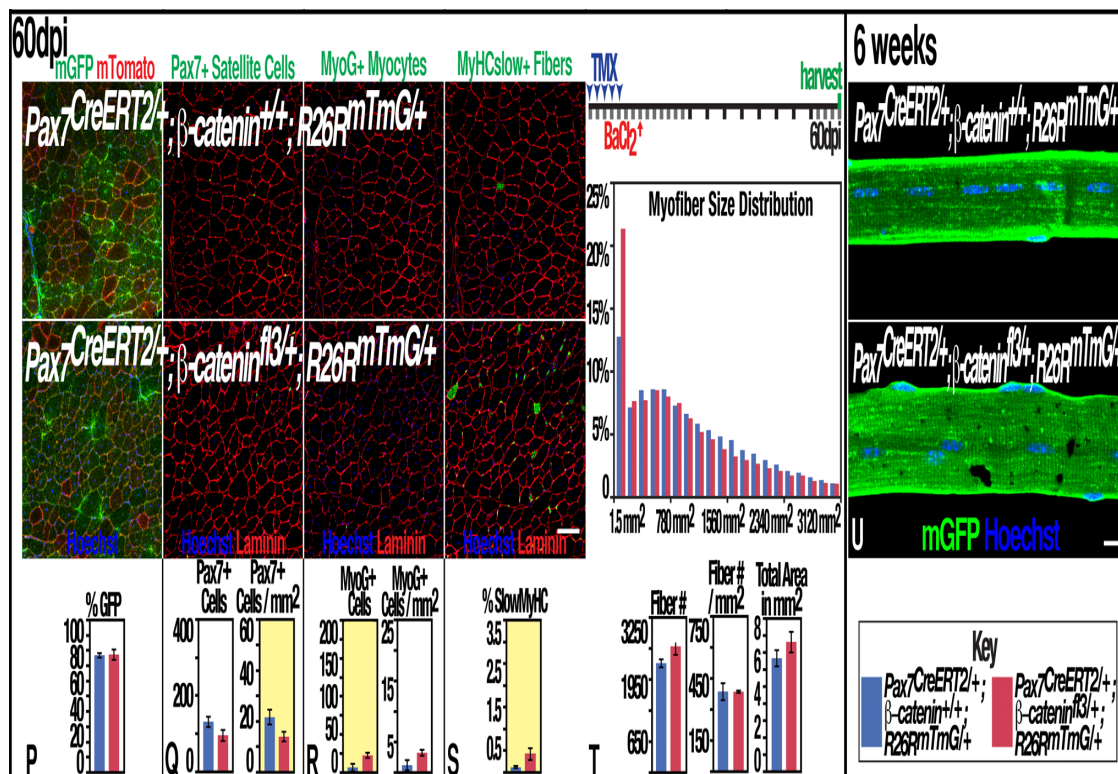 60dpi
mGFP mTomato
Pax7+ Satellite Cells
MyoG+ Myocytes
MyHCslow+ Fibers
Pax7CreERT2/+; β-catenin+/+; R26RmTmG/+
Pax7CreERT2/+; β-cateninfl3/+; R26RmTmG/+
Hoechst
Hoechst Laminin
Hoechst Laminin
Hoechst Laminin
TMX
harvest
BaCl2↑
60dpi
Myofiber Size Distribution
25%
20%
15%
10%
5%
0
1.5 mm2 780 mm2 1560 mm2 2340 mm2 3120 mm2
6 weeks
Pax7CreERT2/+; β-catenin+/+; R26RmTmG/+
Pax7CreERT2/+; β-cateninfl3/+; R26RmTmG/+
U mGFP Hoechst
% GFP
100
80
80
60
60
40
40
20
20
0
P
Pax7+
Cells
400
200
0
Q
Pax7+
Cells / mm2
60
40
20
0
MyoG+
Cells
200
150
100
50
50
0
R
MyoG+
Cells / mm2
25
15
5
% SlowMyHC
3.5
2.5
1.5
0.5
S
Fiber #
3250
1950
650
T
Fiber #
/ mm2
750
450
150
Total Area
in mm2
8
6
4
2
0
Key
Pax7CreERT2/+;
β-catenin+/+;
R26RmTmG/+
Pax7CreERT2/+;
β-cateninfl3/+;
R26RmTmG/+